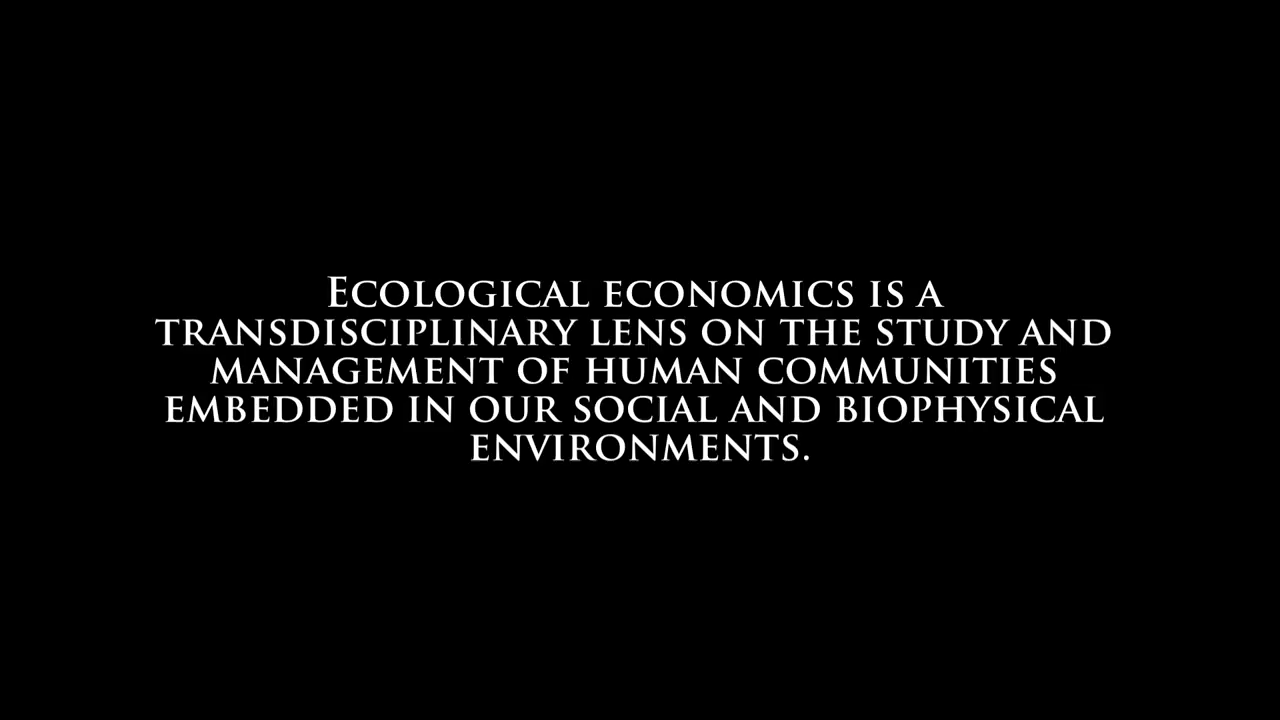 Ecological economics is a
transdisciplinary lens on the study and
management of human communities
embedded in our social and biophysical
environments.